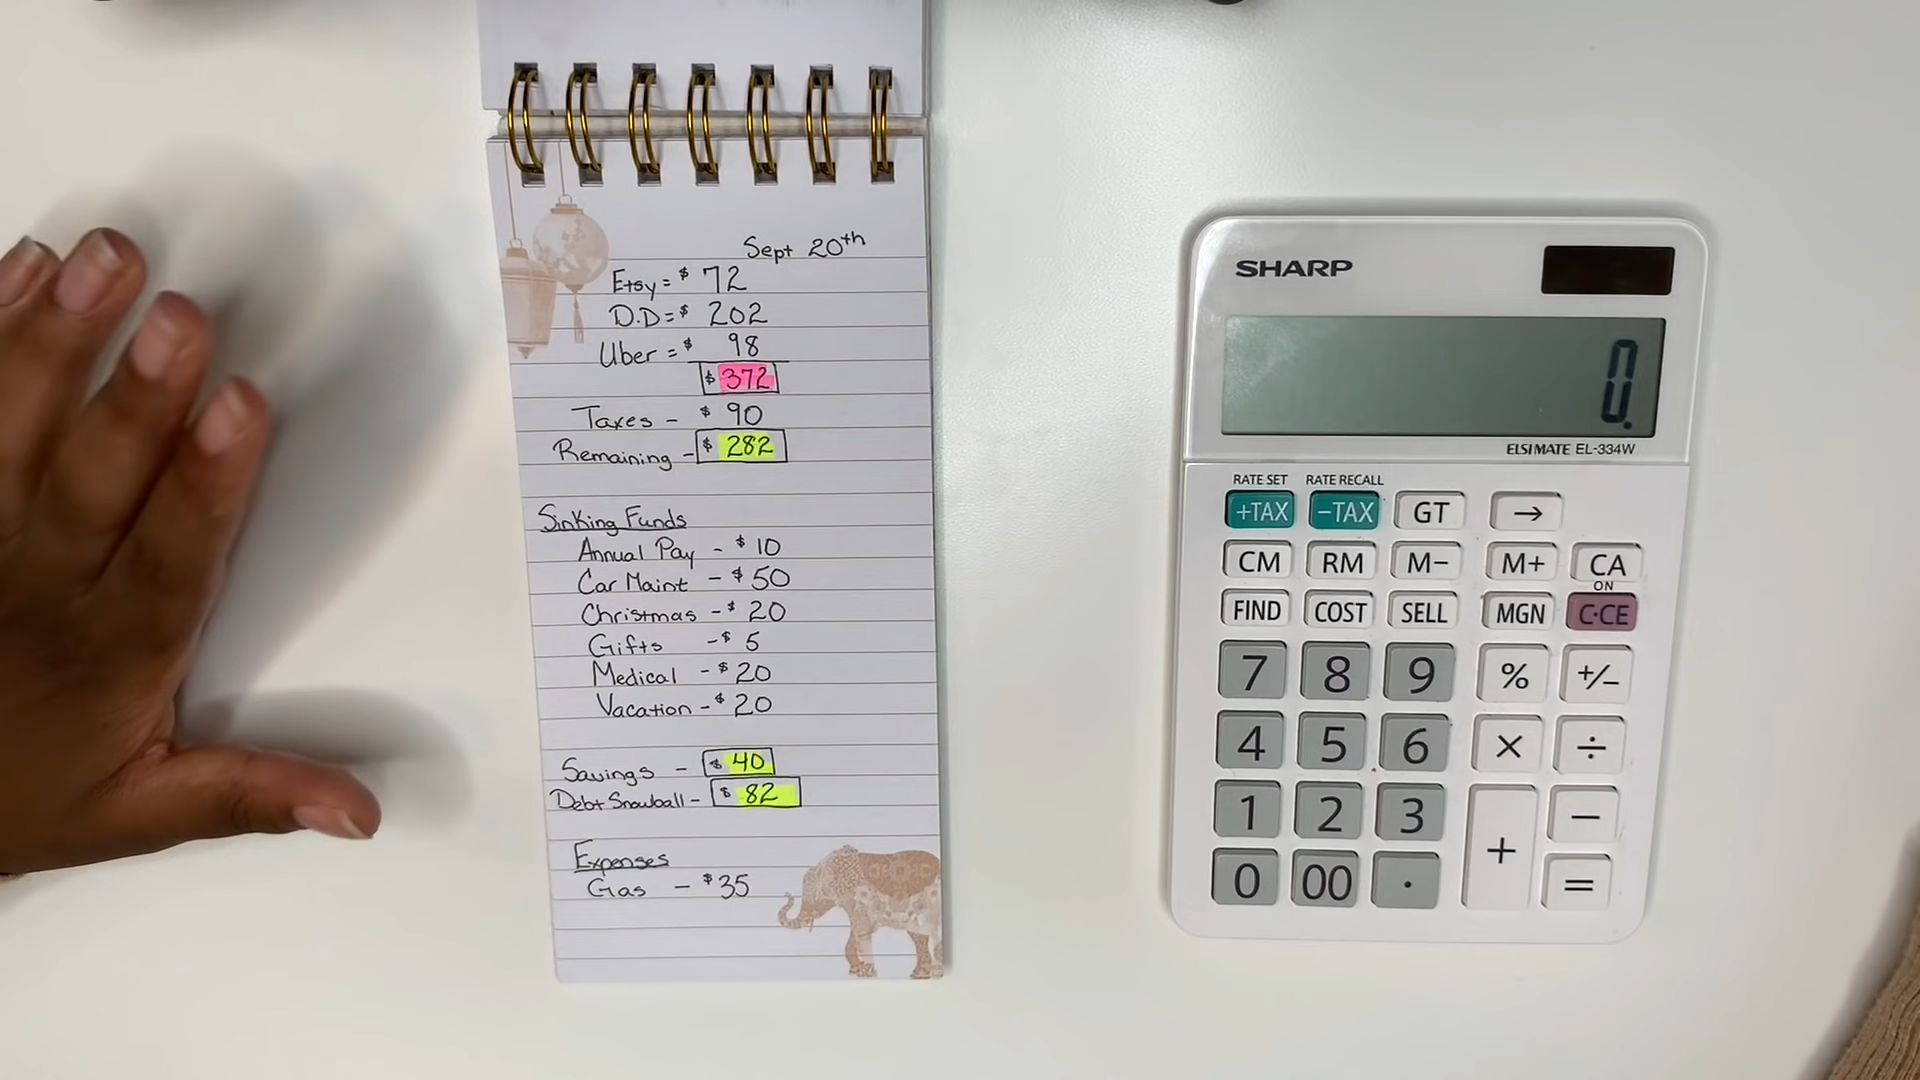 Sept 20th
Etsy = $ 72
D.D = $ 202
Uber = $ 98
$ 372
Taxes - $ 90
Remaining - $ 282
Sinking Funds
Annual Pay - $ 10
Car Maint - $ 50
Christmas - $ 20
Gifts - $ 5
Medical - $ 20
Vacation - $ 20
Savings - $ 40
Debt Snowball - $ 82
Expenses
Gas - $ 35
SHARP
0.
ELSIMATE EL-334W
RATE SET RATE RECALL
+TAX -TAX GT →
CM RM M- M+ CA
ON
FIND COST SELL MGN C·CE
7 8 9 % +/-
4 5 6 × ÷
1 2 3 + -
0 00 . =